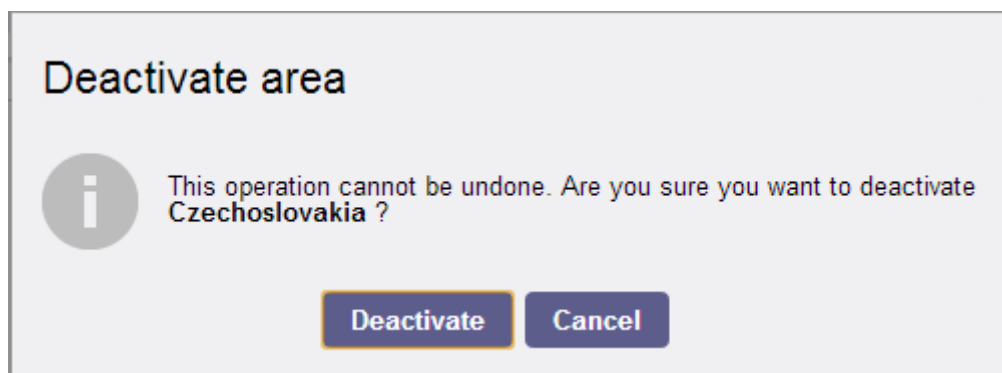 Deactivate area
This operation cannot be undone. Are you sure you want to deactivate
Czechoslovakia ?
Deactivate Cancel